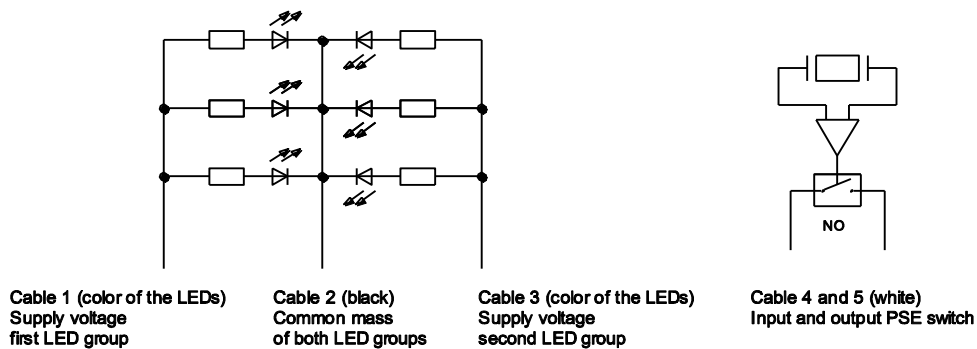 NO
Cable 1 (color of the LEDs)
Supply voltage
first LED group
Cable 2 (black)
Common mass
of both LED groups
Cable 3 (color of the LEDs)
Supply voltage
second LED group
Cable 4 and 5 (white)
Input and output PSE switch